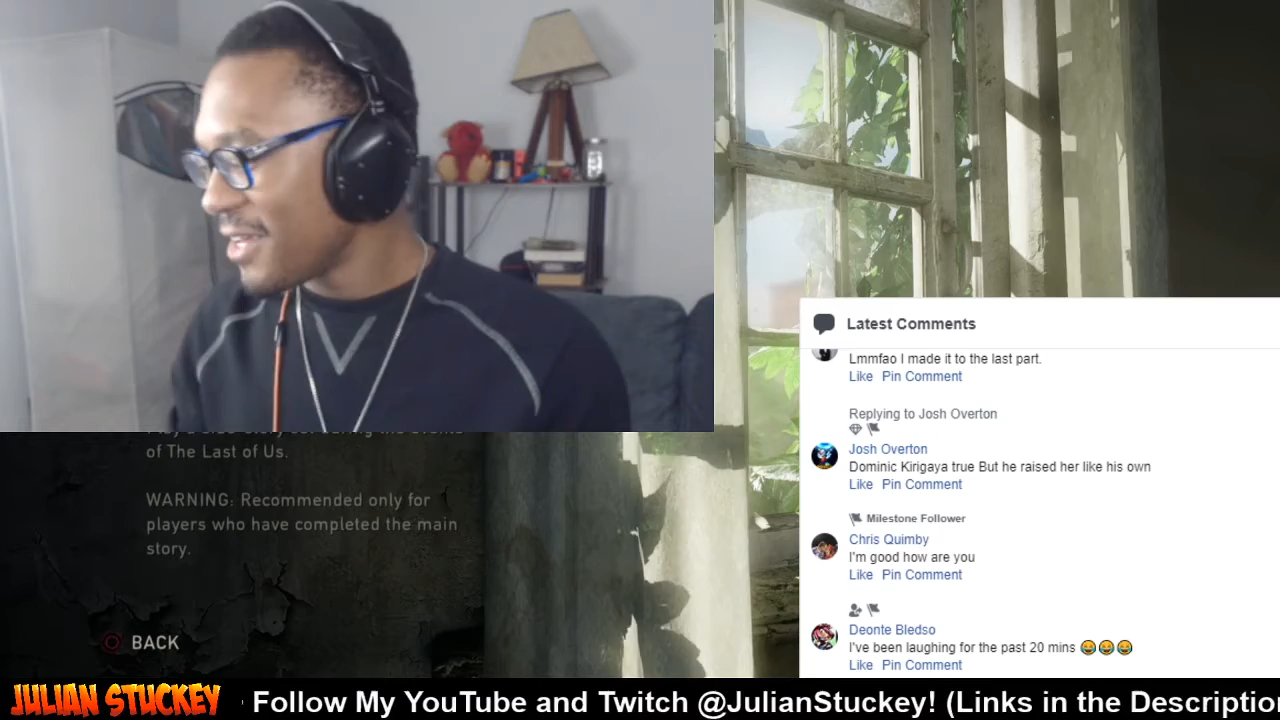 Latest Comments
Lmmfao I made it to the last part.
Like Pin Comment
Replying to Josh Overton
Josh Overton
Dominic Kirigaya true But he raised her like his own
Like Pin Comment
Milestone Follower
Chris Quimby
I'm good how are you
Like Pin Comment
Deonte Bledso
I've been laughing for the past 20 mins 😂😂😂
Like Pin Comment
of The Last of Us.
WARNING: Recommended only for
players who have completed the main
story.
BACK
JULIAN STUCKEY
Follow My YouTube and Twitch @JulianStuckey! (Links in the Descriptio